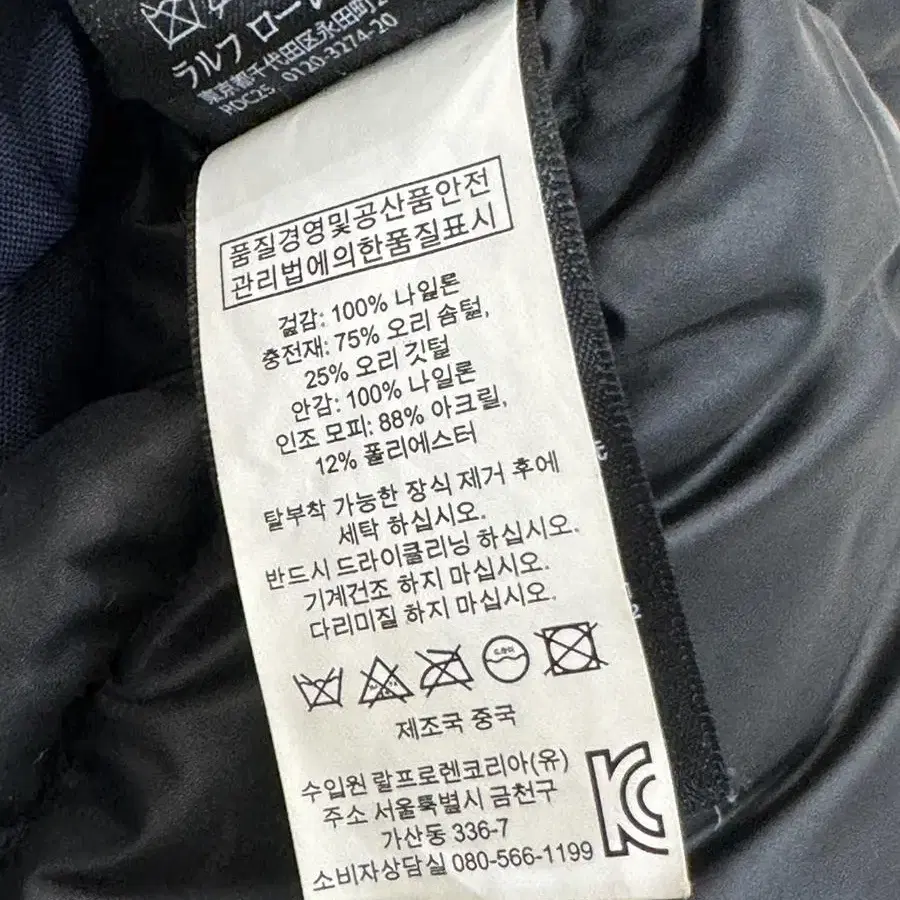 ラルフ ロー
東京都千代田区永田町2
RDC25 0120-3274-20
품질경영및공산품안전
관리법에의한품질표시
겉감: 100% 나일론
충전재: 75% 오리 솜털,
25% 오리 깃털
안감: 100% 나일론
인조 모피: 88% 아크릴,
12% 폴리에스터
탈부착 가능한 장식 제거 후에
세탁 하십시오.
반드시 드라이클리닝 하십시오.
기계건조 하지 마십시오.
다리미질 하지 마십시오.
드라이
제조국 중국
수입원 랄프로렌코리아(유)
주소 서울특별시 금천구
가산동 336-7
소비자상담실 080-566-1199